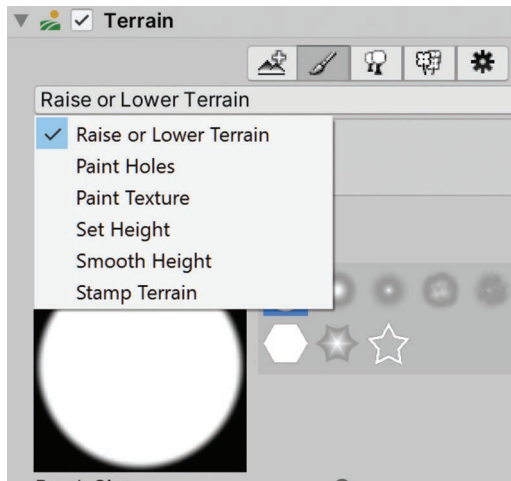 Terrain
Raise or Lower Terrain
Raise or Lower Terrain
Paint Holes
Paint Texture
Set Height
Smooth Height
Stamp Terrain